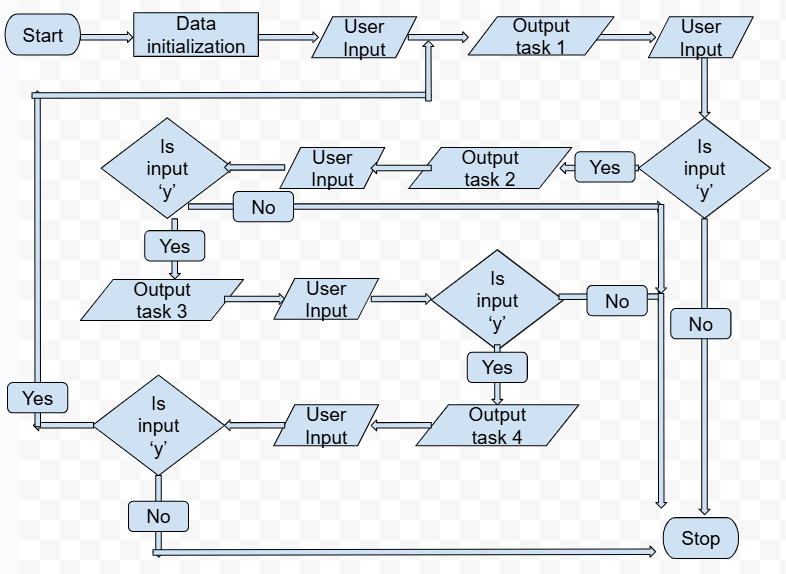 Start
Data
initialization
User
Input
Output
task 1
User
Input
Is
input
‘y’
Yes
Output
task 2
User
Input
Is
input
‘y’
No
Yes
Output
task 3
User
Input
Is
input
‘y’
No
No
Yes
Output
task 4
User
Input
Is
input
‘y’
Yes
No
Stop